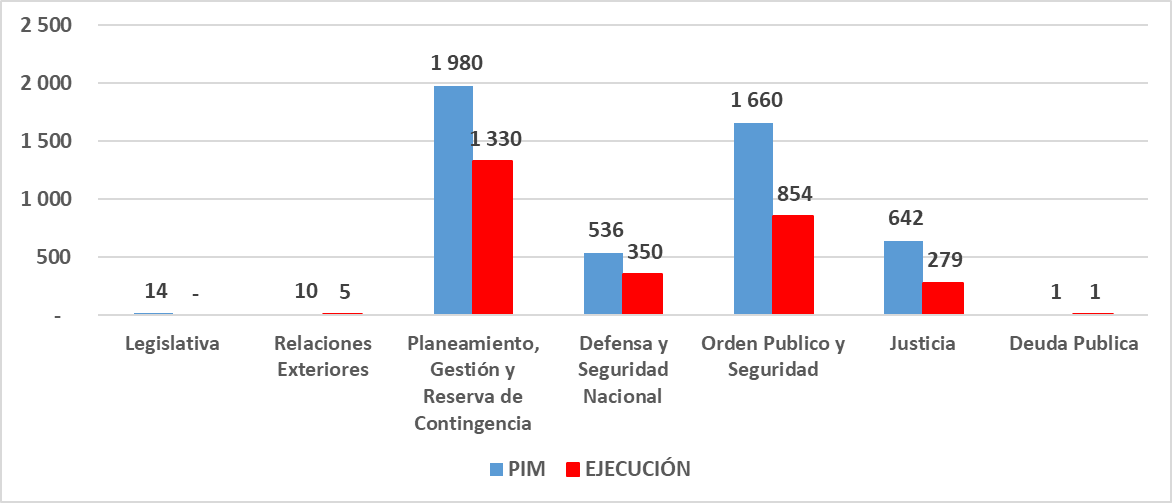 2 500
2 000
1 500
1 000
500
-
14
-
10
5
1 980
1 330
536
350
1 660
854
642
279
1
1
Legislativa
Relaciones
Exteriores
Planeamiento,
Gestión y
Reserva de
Contingencia
Defensa y
Seguridad
Nacional
Orden Publico y
Seguridad
Justicia
Deuda Publica
PIM
EJECUCIÓN